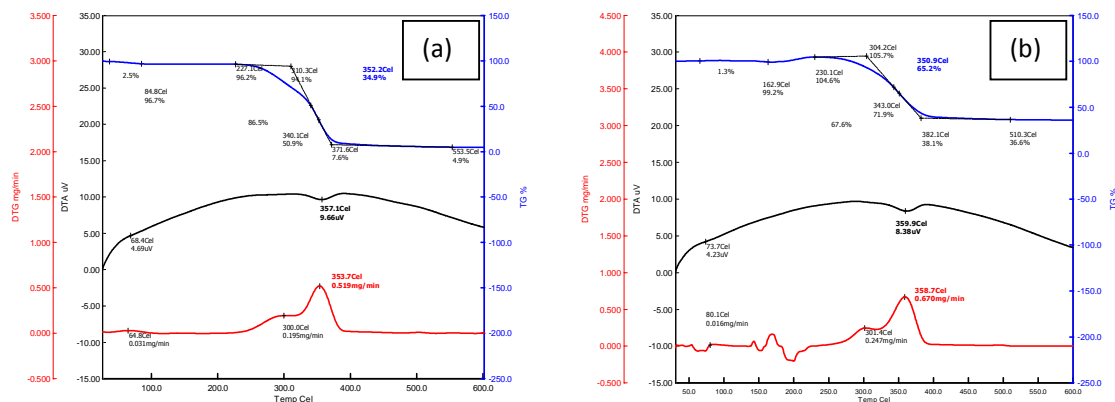 (a)
3.500
3.000
2.500
2.000
1.500
1.000
0.500
0.000
-0.500
DTG mg/min
35.00
30.00
25.00
20.00
15.00
10.00
5.00
0.00
-5.00
-10.00
-15.00
DTA uV
150.0
100.0
50.0
0.0
-50.0
-100.0
-150.0
-200.0
-250.0
TG %
2.5%
84.8Cel
96.7%
227.1Cel
96.2%
310.3Cel
94.1%
352.2Cel
34.9%
86.5%
340.1Cel
50.9%
371.6Cel
7.6%
553.5Cel
4.9%
357.1Cel
9.66uV
68.4Cel
4.69uV
353.7Cel
0.519mg/min
300.0Cel
0.195mg/min
64.8Cel
0.031mg/min
100.0 200.0 300.0 400.0 500.0 600.0
Temp Cel
(b)
4.500
4.000
3.500
3.000
2.500
2.000
1.500
1.000
0.500
0.000
-0.500
DTG mg/min
35.00
30.00
25.00
20.00
15.00
10.00
5.00
0.00
-5.00
-10.00
-15.00
DTA uV
150.0
100.0
50.0
0.0
-50.0
-100.0
-150.0
-200.0
-250.0
TG %
1.3%
162.9Cel
99.2%
230.1Cel
104.6%
304.2Cel
105.7%
350.9Cel
65.2%
67.6%
343.0Cel
71.9%
382.1Cel
38.1%
510.3Cel
36.6%
359.9Cel
8.38uV
73.7Cel
4.23uV
358.7Cel
0.670mg/min
301.4Cel
0.247mg/min
80.1Cel
0.016mg/min
50.0 100.0 150.0 200.0 250.0 300.0 350.0 400.0 450.0 500.0 550.0 600.0
Temp Cel